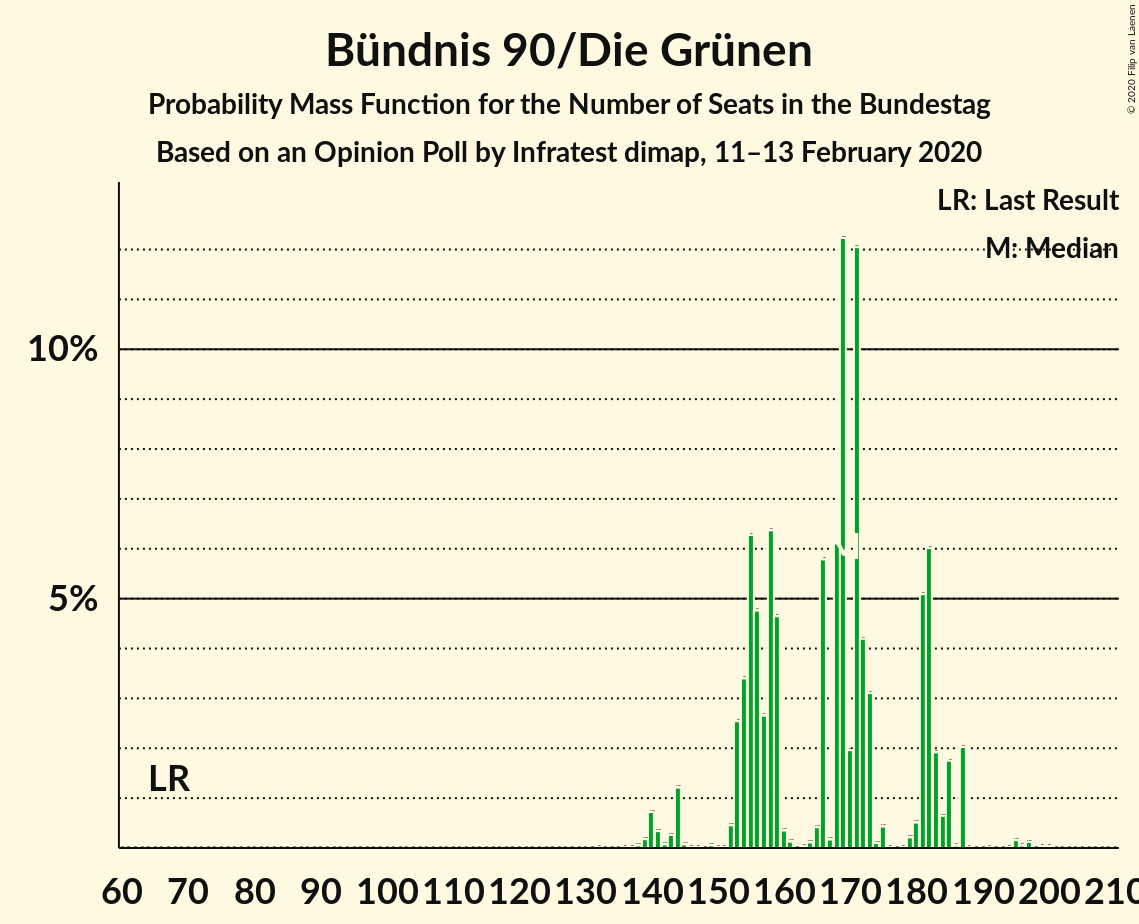 Bündnis 90/Die Grünen
Probability Mass Function for the Number of Seats in the Bundestag
Based on an Opinion Poll by Infratest dimap, 11–13 February 2020
© 2020 Filip van Laenen
LR: Last Result
M: Median
10%
5%
LR
M
60 70 80 90 100 110 120 130 140 150 160 170 180 190 200 210